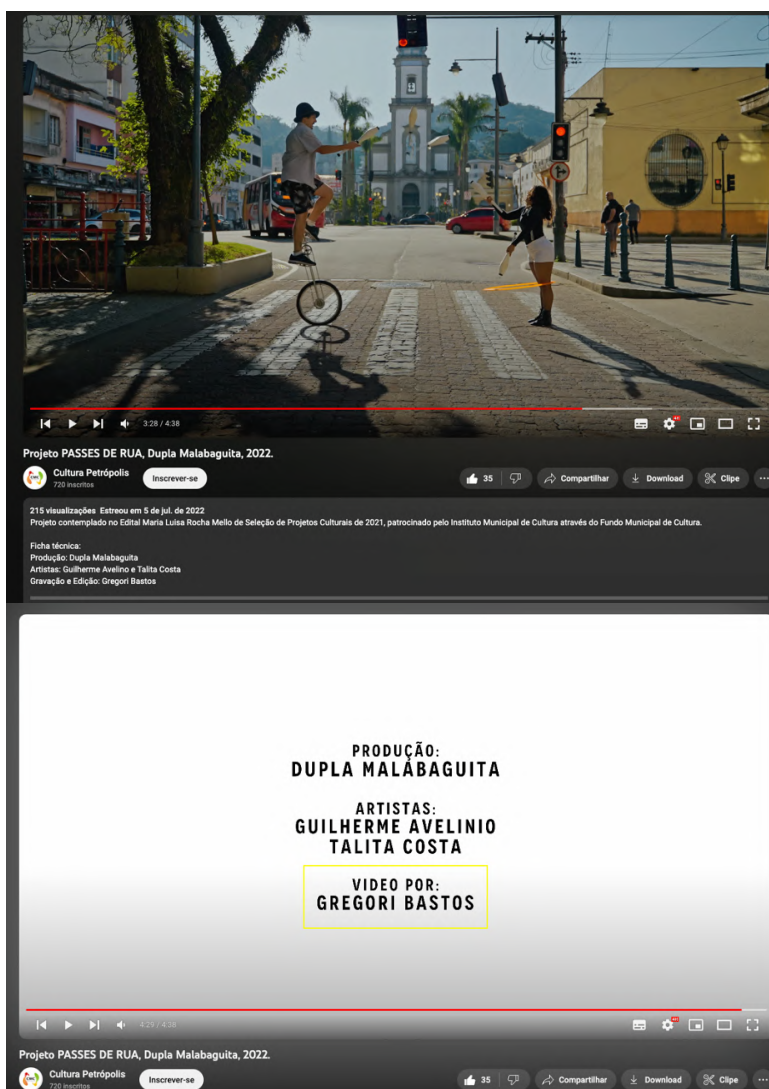 3:28 / 4:38
Projeto PASSES DE RUA, Dupla Malabaguita, 2022.
Cultura Petrópolis
720 inscritos
Inscrever-se
35
Compartilhar
Download
Clipe
215 visualizações Estreou em 5 de jul. de 2022
Projeto contemplado no Edital Maria Luisa Rocha Mello de Seleção de Projetos Culturais de 2021, patrocinado pelo Instituto Municipal de Cultura através do Fundo Municipal de Cultura.
Ficha técnica:
Produção: Dupla Malabaguita
Artistas: Guilherme Avelino e Talita Costa
Gravação e Edição: Gregori Bastos
PRODUÇÃO:
DUPLA MALABAGUITA
ARTISTAS:
GUILHERME AVELINIO
TALITA COSTA
VIDEO POR:
GREGORI BASTOS
4:29 / 4:38
Projeto PASSES DE RUA, Dupla Malabaguita, 2022.
Cultura Petrópolis
720 inscritos
Inscrever-se
35
Compartilhar
Download
Clipe